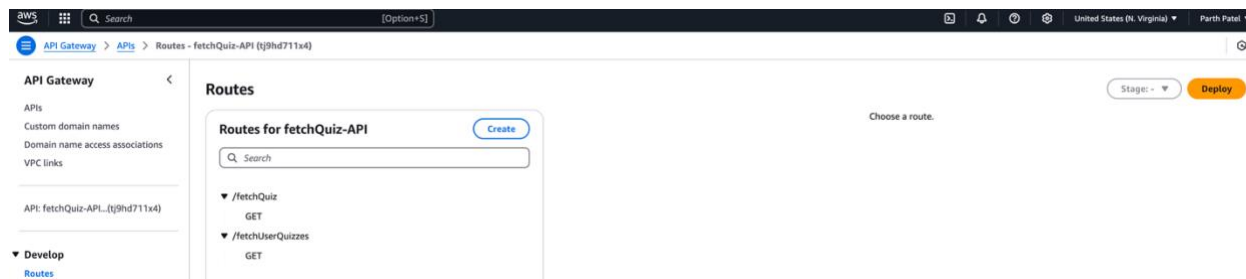 aws
Search
[Option+S]
United States (N. Virginia)
Parth Patel
API Gateway > APIs > Routes - fetchQuiz-API (tj9hd711x4)
API Gateway
APIs
Custom domain names
Domain name access associations
VPC links
API: fetchQuiz-API...(tj9hd711x4)
Develop
Routes
Routes
Stage: -
Deploy
Routes for fetchQuiz-API
Create
Search
/fetchQuiz
GET
/fetchUserQuizzes
GET
Choose a route.